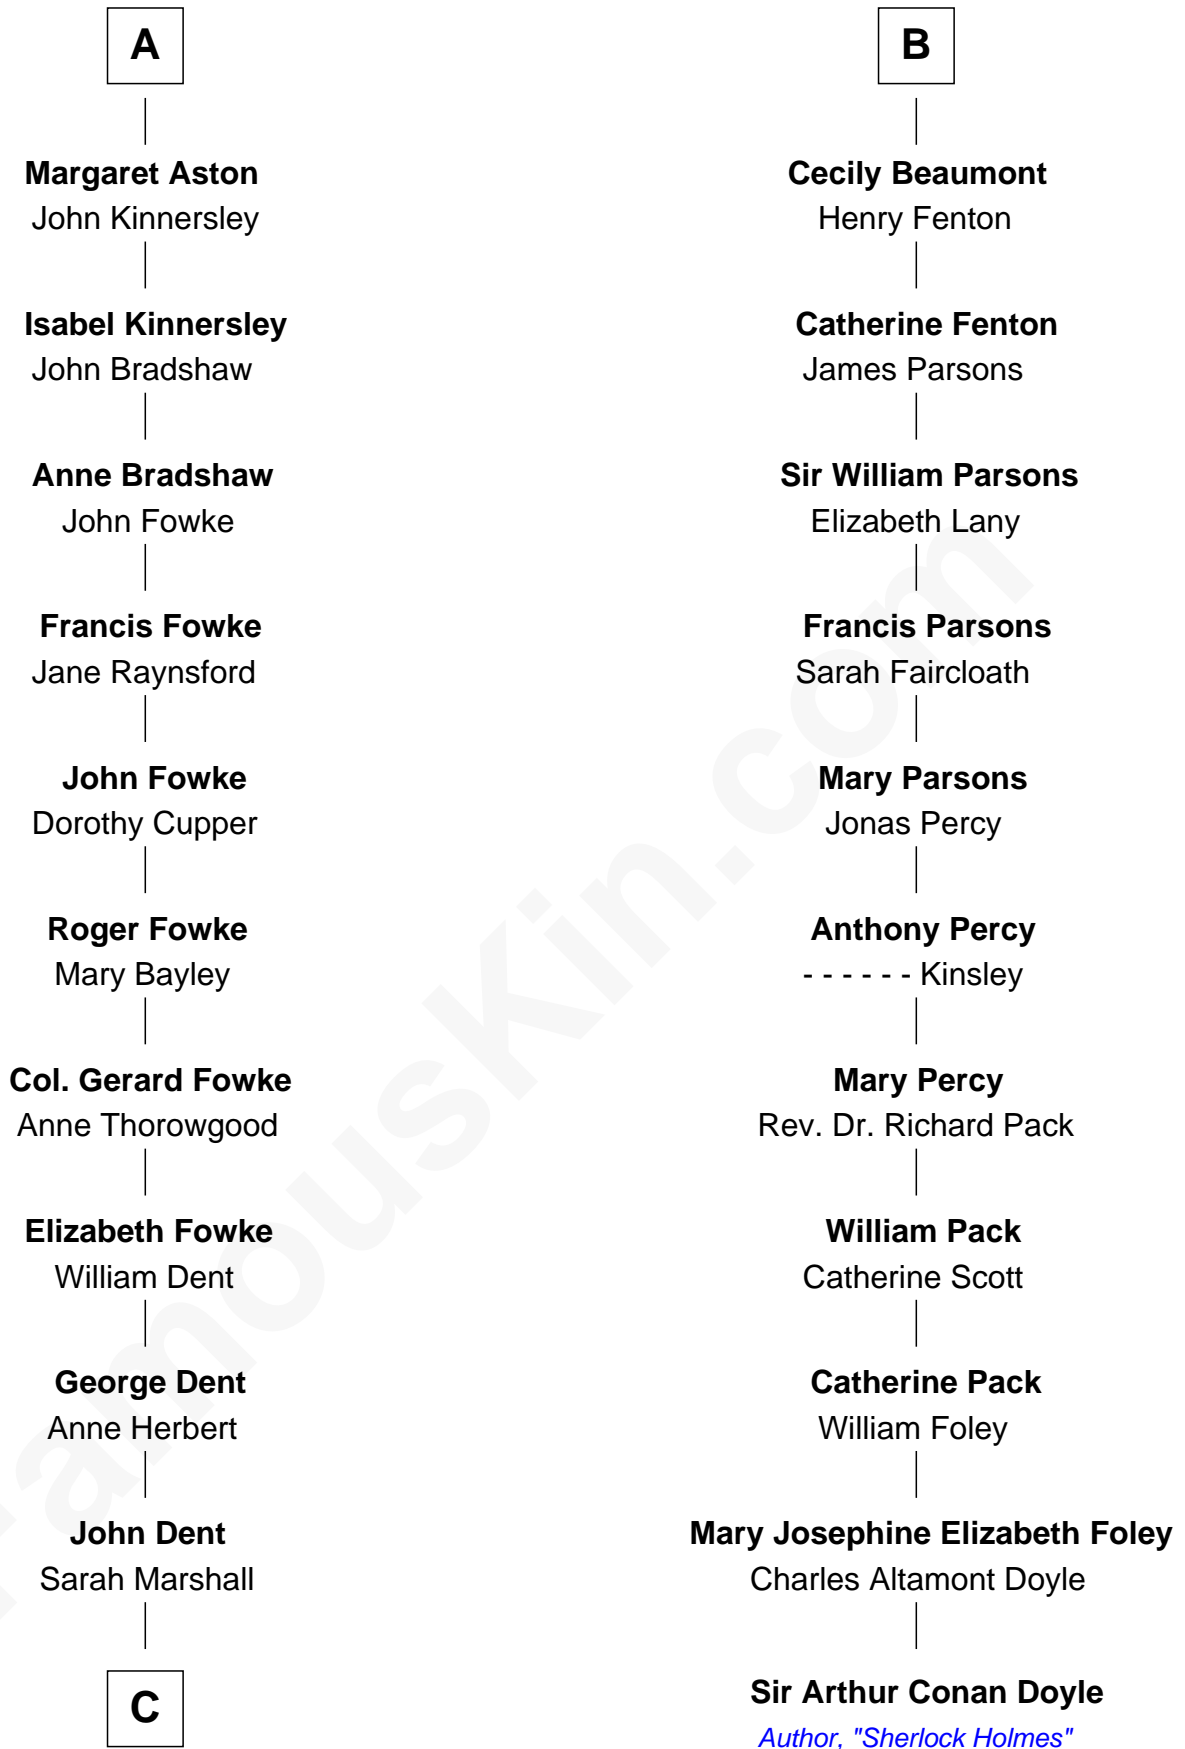 A
Margaret Aston
John Kinnersley
Isabel Kinnersley
John Bradshaw
Anne Bradshaw
John Fowke
Francis Fowke
Jane Raynsford
John Fowke
Dorothy Cupper
Roger Fowke
Mary Bayley
Col. Gerard Fowke
Anne Thorowgood
Elizabeth Fowke
William Dent
George Dent
Anne Herbert
John Dent
Sarah Marshall
C
B
Cecily Beaumont
Henry Fenton
Catherine Fenton
James Parsons
Sir William Parsons
Elizabeth Lany
Francis Parsons
Sarah Faircloath
Mary Parsons
Jonas Percy
Anthony Percy
- - - - - - Kinsley
Mary Percy
Rev. Dr. Richard Pack
William Pack
Catherine Scott
Catherine Pack
William Foley
Mary Josephine Elizabeth Foley
Charles Altamont Doyle
Sir Arthur Conan Doyle
Author, "Sherlock Holmes"
FamousKin.com